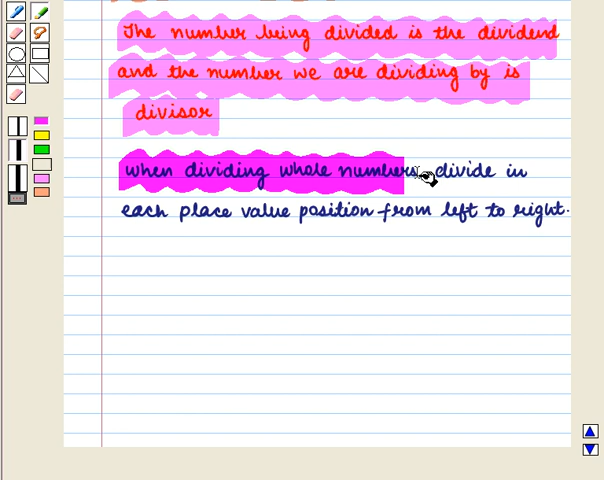 The number being divided is the dividend
and the number we are dividing by is
divisor
when dividing whole numbers, divide in
each place value position from left to right.